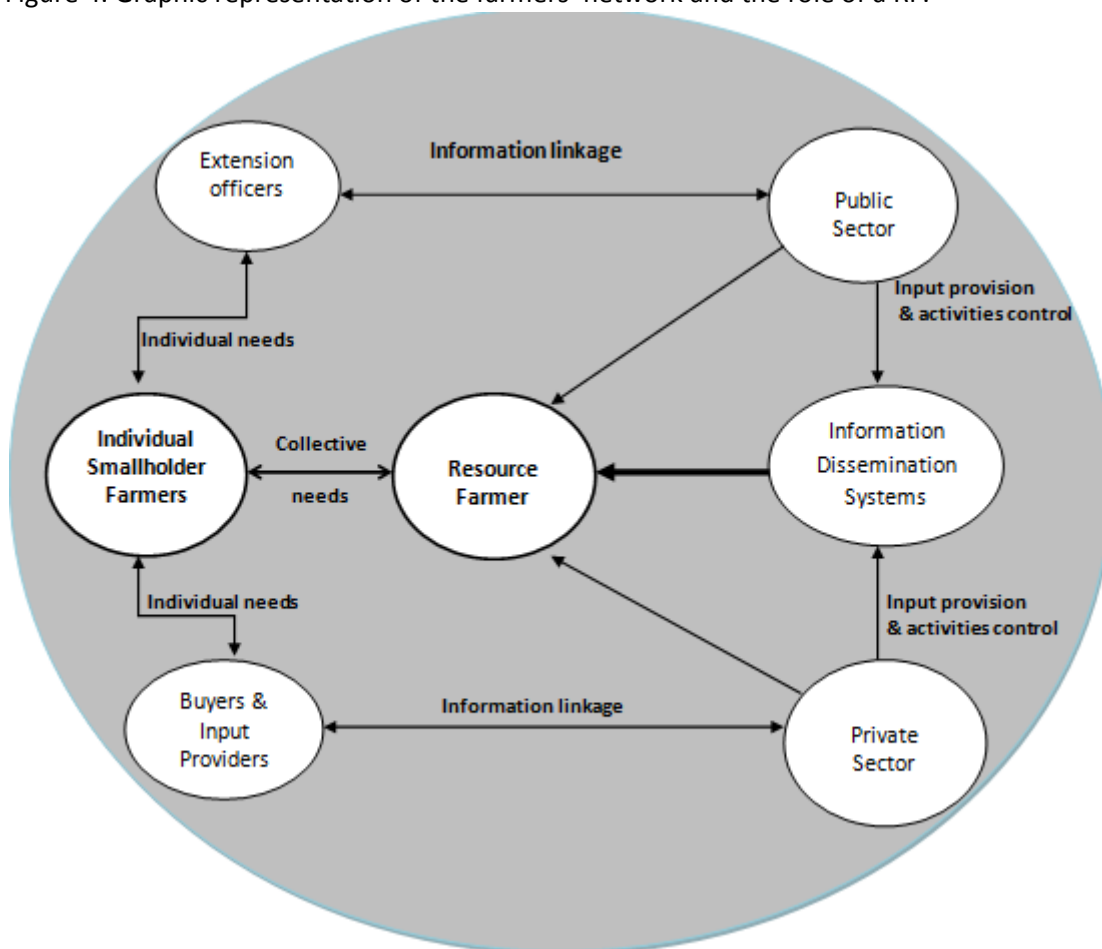 Figure 4. Graphic representation of the farmers' network and the role of a RF.
Extension
officers
Information linkage
Public
Sector
Input provision
& activities control
Individual needs
Individual
Smallholder
Farmers
Collective
needs
Resource
Farmer
Information
Dissemination
Systems
Individual needs
Input provision
& activities control
Buyers &
Input
Providers
Information linkage
Private
Sector